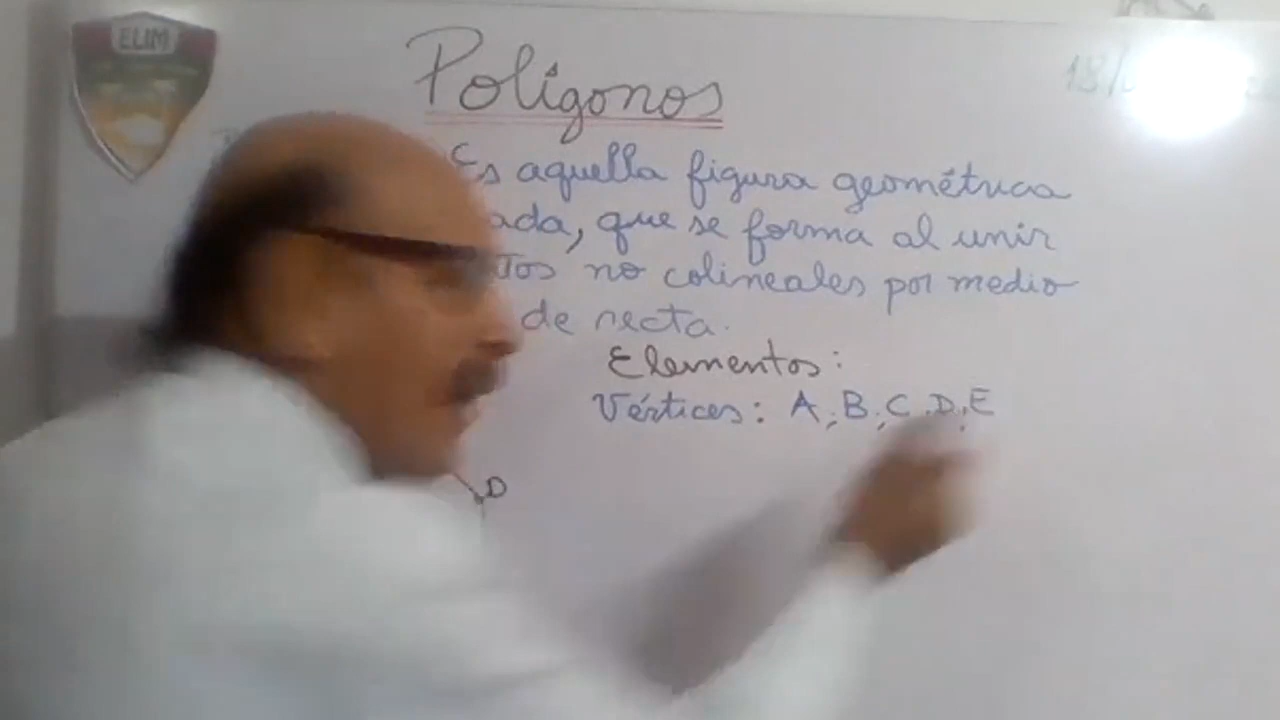 ELIM
Polígonos
18/
Es aquella figura geométrica
ada, que se forma al unir
tos no colineales por medio
de recta.
Elementos:
Vértices: A; B; C; D; E
D